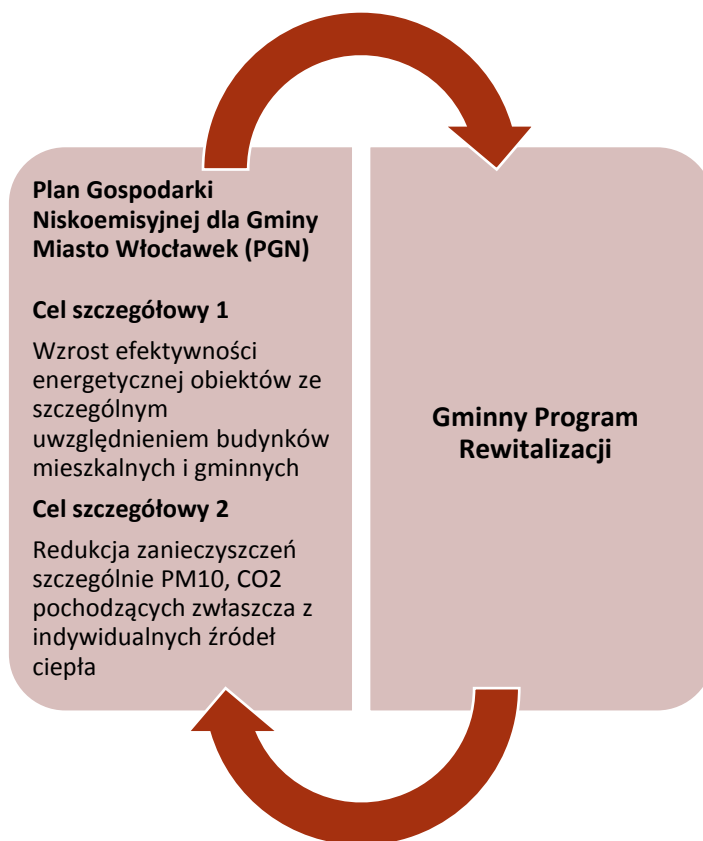 Plan Gospodarki
Niskoemisyjnej dla Gminy
Miasto Włocławek (PGN)
Cel szczegółowy 1
Wzrost efektywności
energetycznej obiektów ze
szczególnym
uwzględnieniem budynków
mieszkalnych i gminnych
Cel szczegółowy 2
Redukcja zanieczyszczeń
szczególnie PM10, CO2
pochodzących zwłaszcza z
indywidualnych źródeł
ciepła
Gminny Program
Rewitalizacji